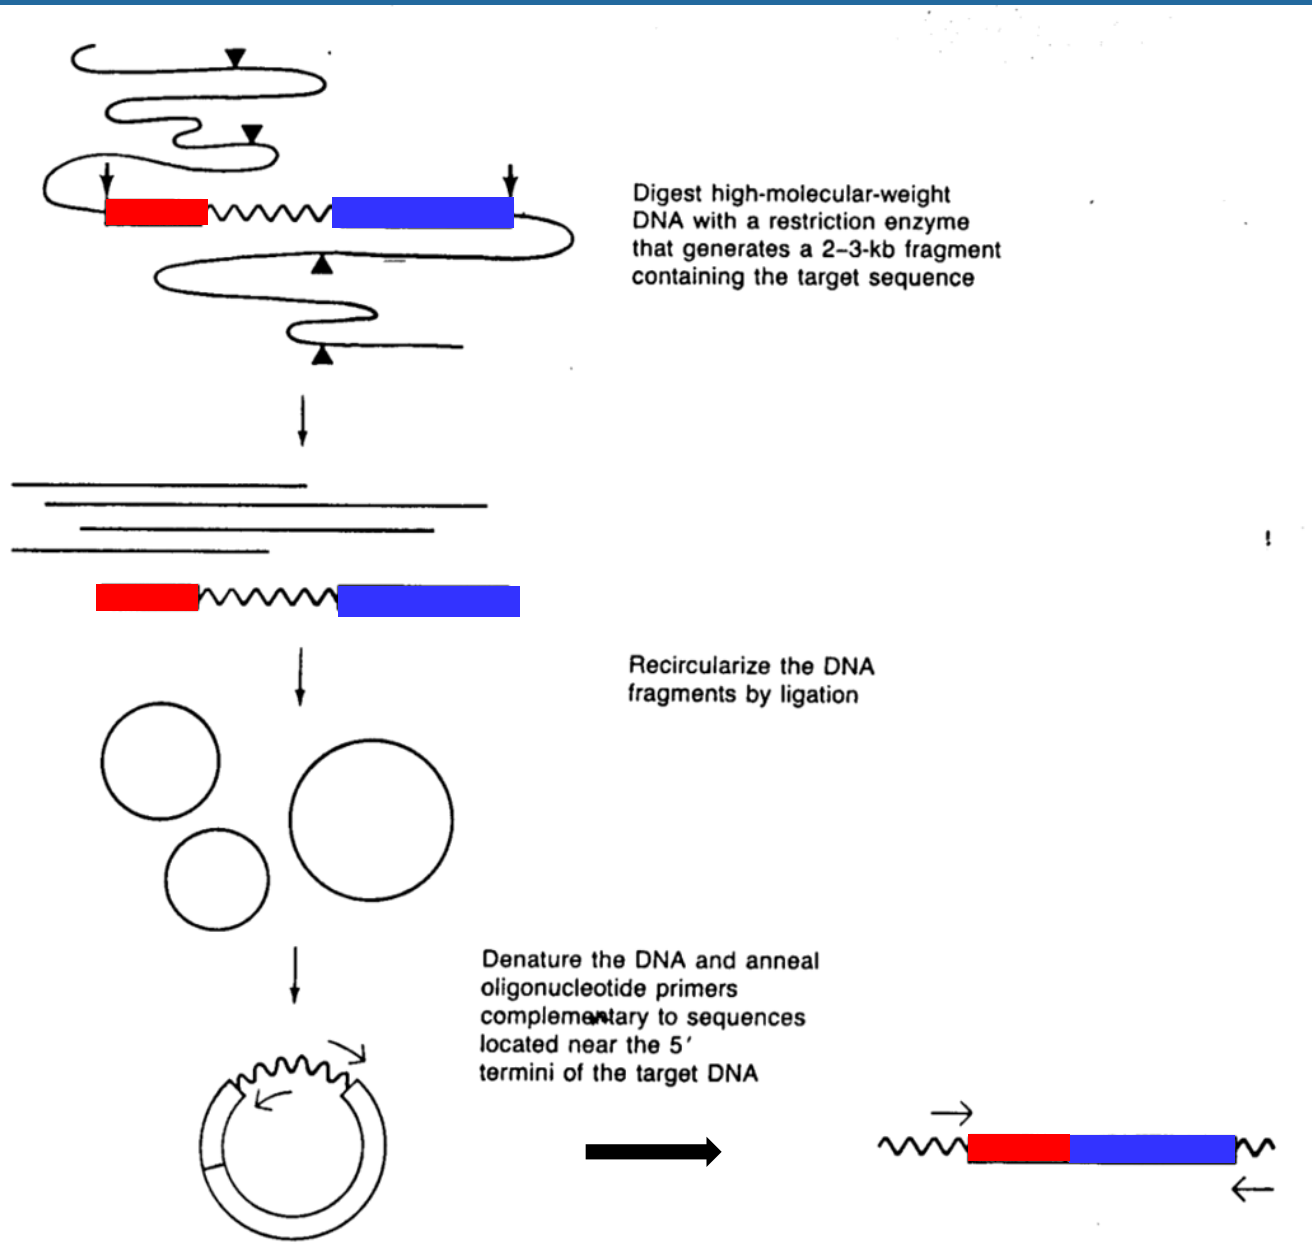 Digest high-molecular-weight
DNA with a restriction enzyme
that generates a 2–3-kb fragment
containing the target sequence
Recircularize the DNA
fragments by ligation
Denature the DNA and anneal
oligonucleotide primers
complementary to sequences
located near the 5′
termini of the target DNA